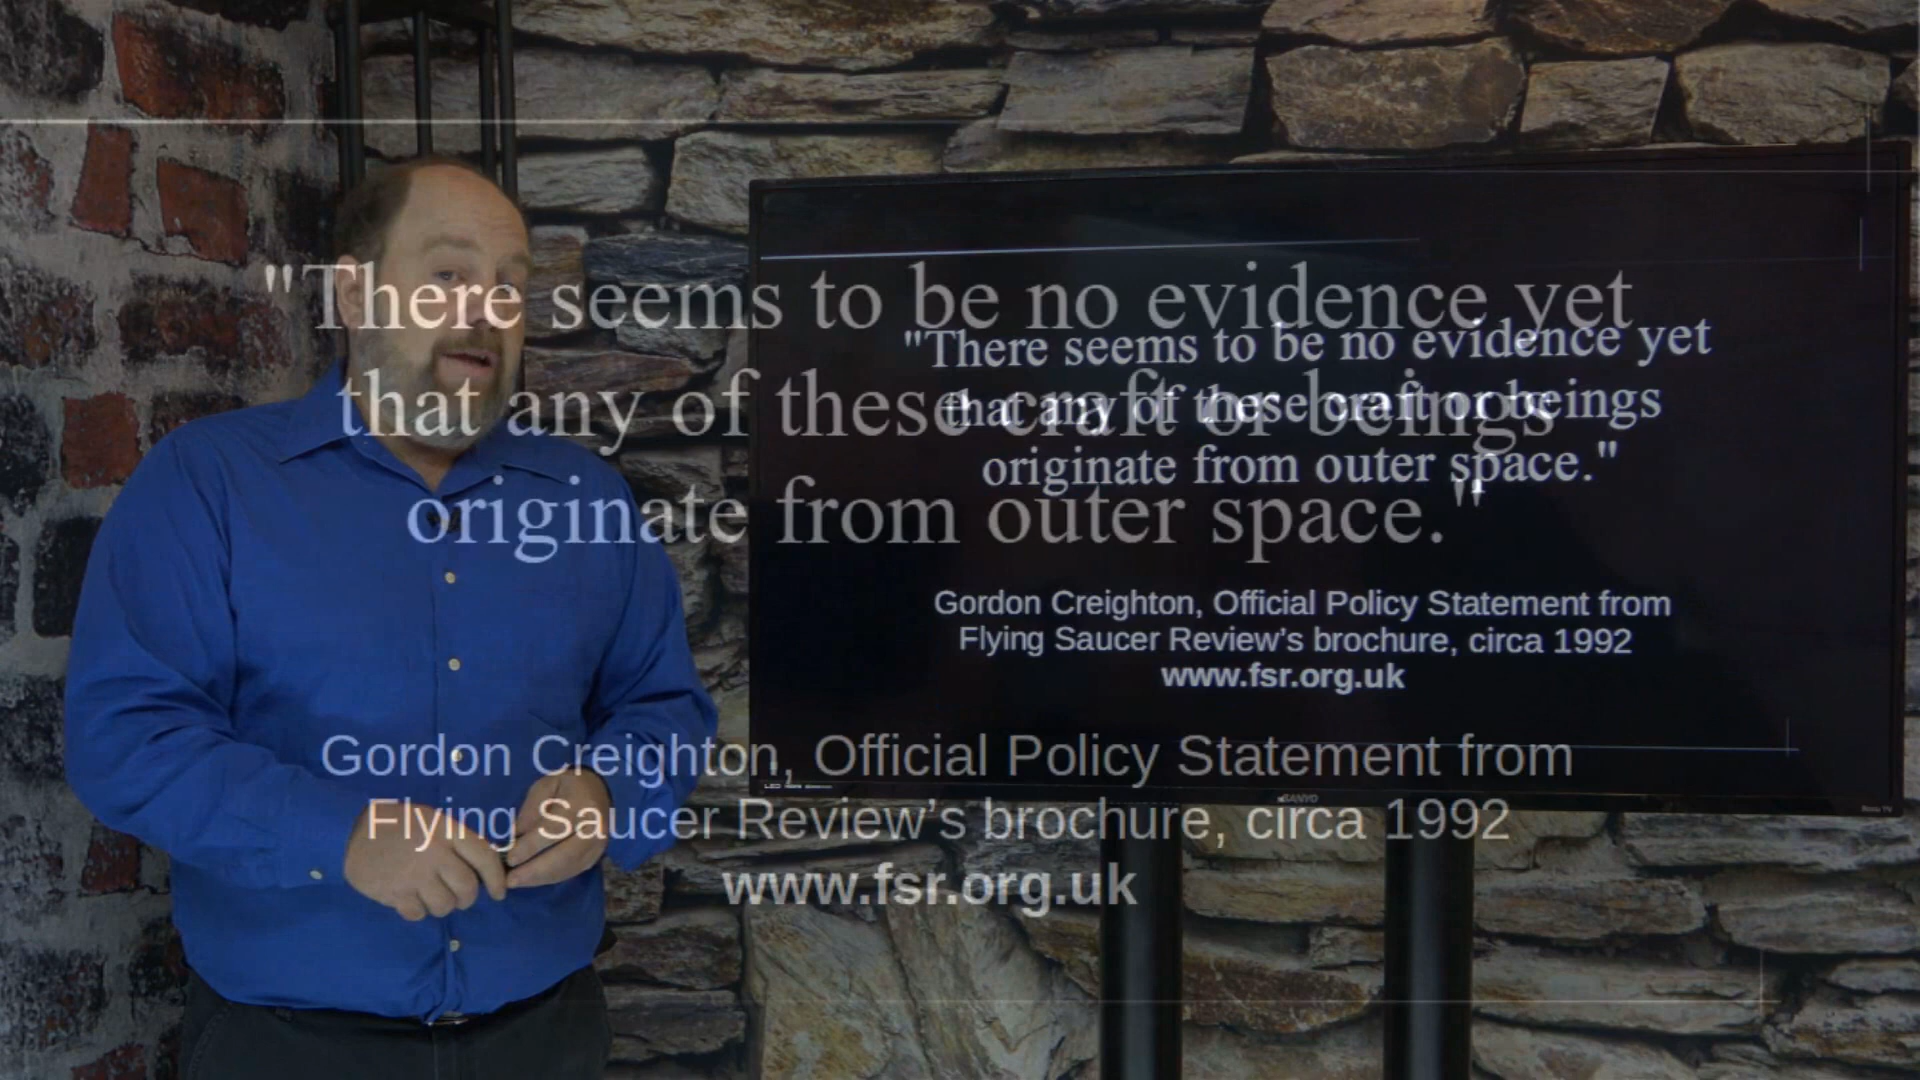 "There seems to be no evidence yet
that any of these craft or beings
originate from outer space."
Gordon Creighton, Official Policy Statement from
Flying Saucer Review’s brochure, circa 1992
www.fsr.org.uk
"There seems to be no evidence yet
that any of these craft or beings
originate from outer space."
Gordon Creighton, Official Policy Statement from
Flying Saucer Review’s brochure, circa 1992
www.fsr.org.uk
SANYO
Roku TV